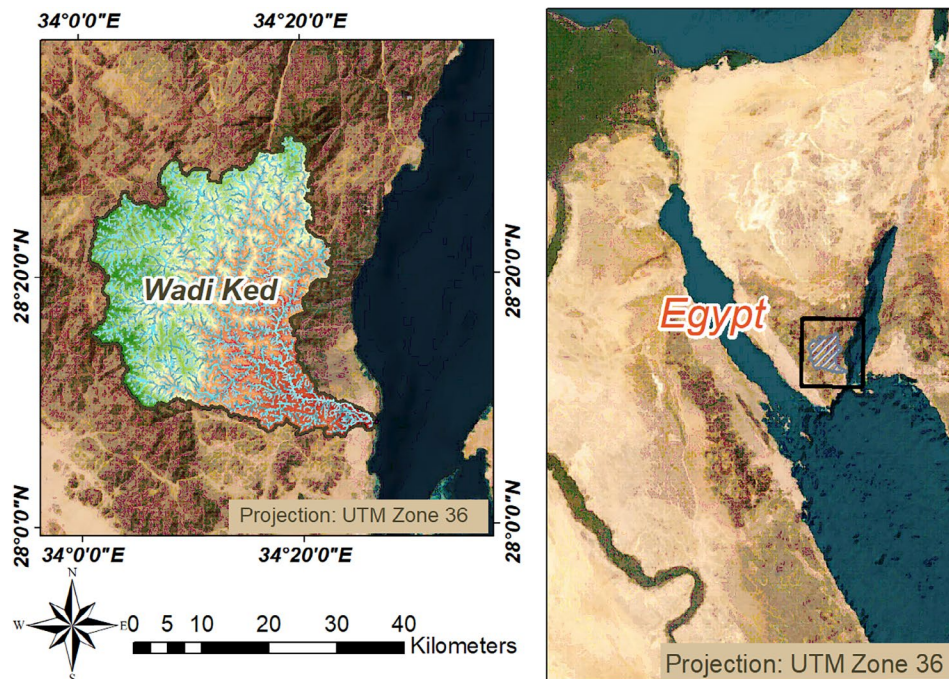 34°0'0"E
34°20'0"E
28°20'0"N
28°0'0"N
Wadi Ked
Projection: UTM Zone 36
28°20'0"N
28°0'0"N
34°0'0"E
34°20'0"E
N
W
E
S
0 5 10 20 30 40
Kilometers
Egypt
Projection: UTM Zone 36